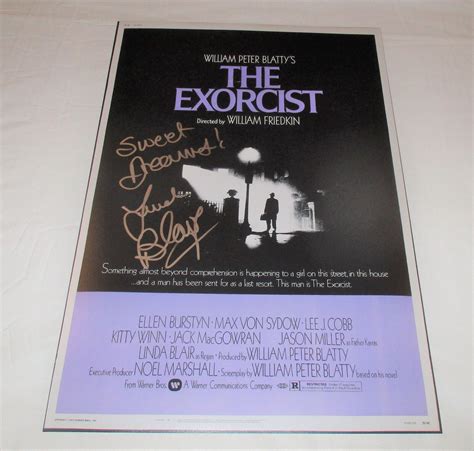 WILLIAM PETER BLATTY'S
THE
EXORCIST
Directed by WILLIAM FRIEDKIN
Sweet
Dreams!
Linda
Blair
Something almost beyond comprehension is happening to a girl on this street, in this house
...and a man has been sent for as a last resort. This man is The Exorcist.
ELLEN BURSTYN · MAX VON SYDOW · LEE J. COBB
KITTY WINN · JACK MacGOWRAN JASON MILLER as Father Karras
LINDA BLAIR as Regan · Produced by WILLIAM PETER BLATTY
Executive Producer NOEL MARSHALL · Screenplay by WILLIAM PETER BLATTY based on his novel
From Warner Bros. A Warner Communications Company R RESTRICTED